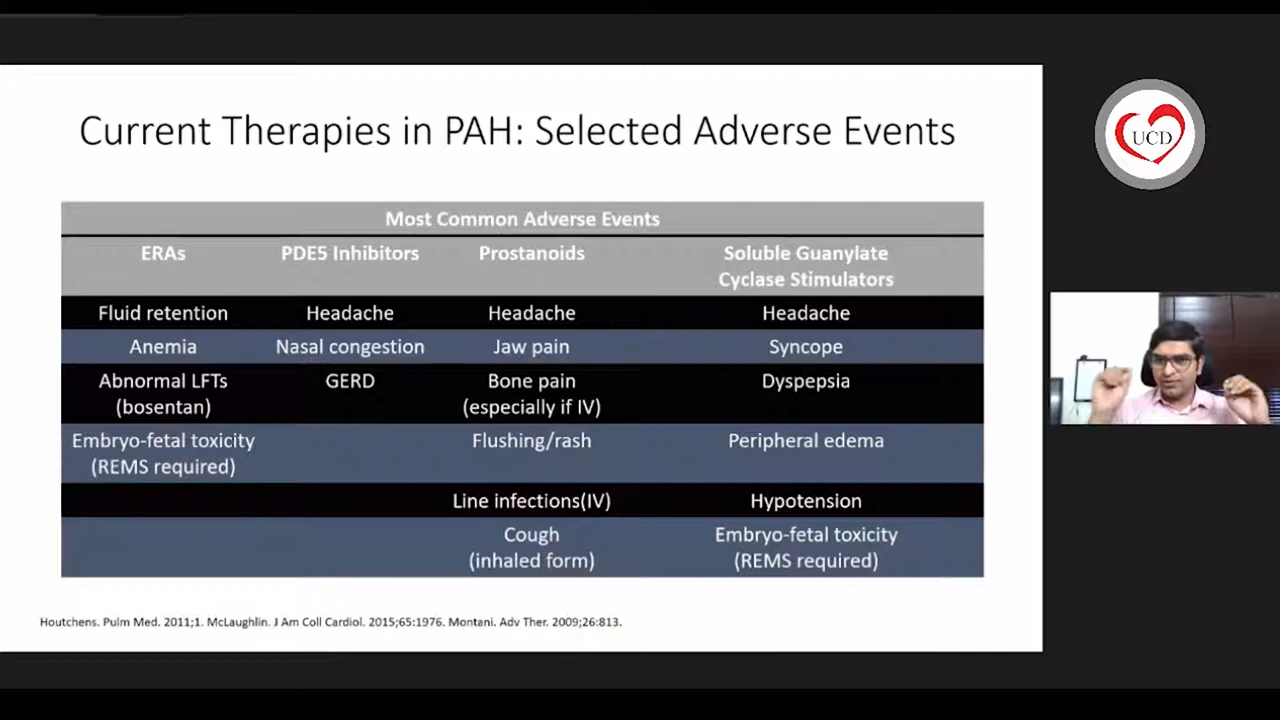 Current Therapies in PAH: Selected Adverse Events
UCD
Most Common Adverse Events
ERAs PDE5 Inhibitors Prostanoids Soluble Guanylate
Cyclase Stimulators
Fluid retention Headache Headache Headache
Anemia Nasal congestion Jaw pain Syncope
Abnormal LFTs GERD Bone pain Dyspepsia
(bosentan) (especially if IV)
Embryo-fetal toxicity Flushing/rash Peripheral edema
(REMS required)
Line infections(IV) Hypotension
Cough Embryo-fetal toxicity
(inhaled form) (REMS required)
Houtchens. Pulm Med. 2011;1. McLaughlin. J Am Coll Cardiol. 2015;65:1976. Montani. Adv Ther. 2009;26:813.